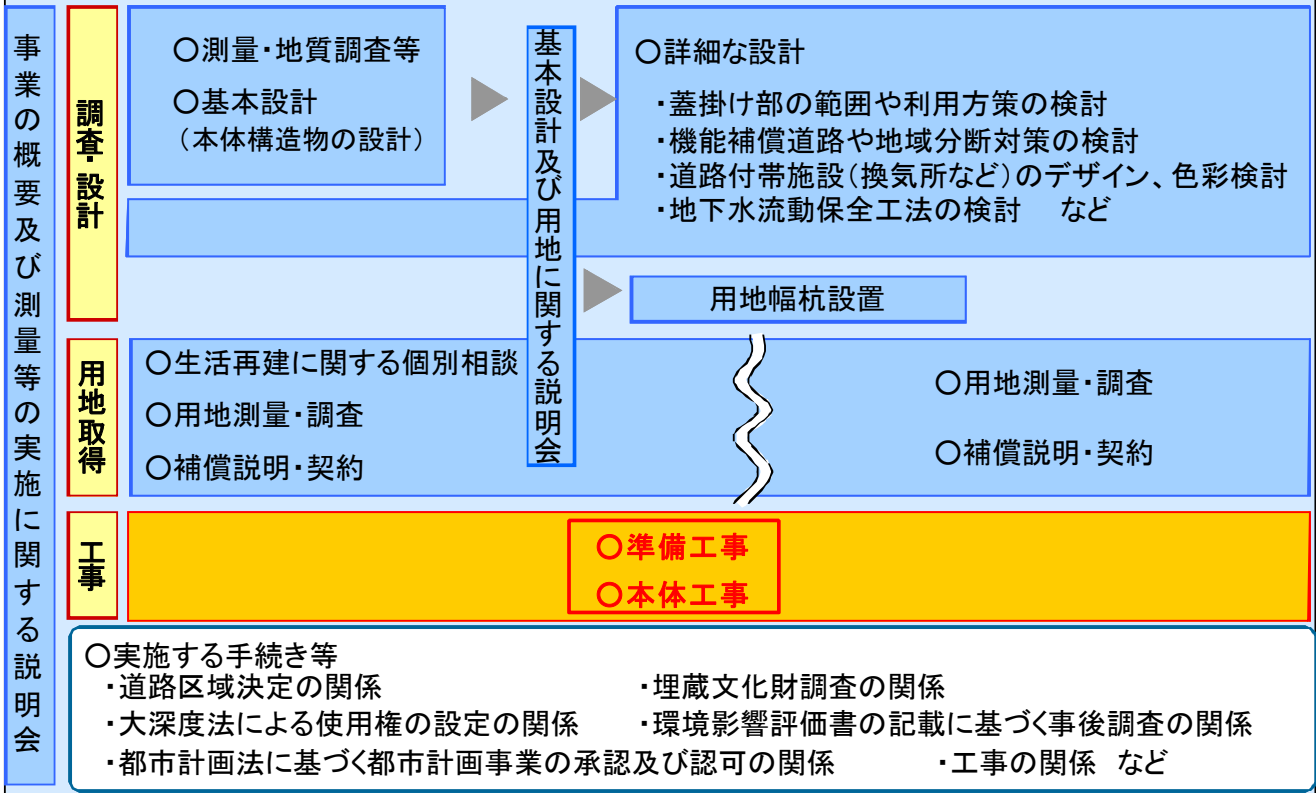 事業の概要及び測量等の実施に関する説明会
調査・設計
〇測量・地質調査等
〇基本設計
(本体構造物の設計)
基本設計及び用地に関する説明会
〇詳細な設計
・蓋掛け部の範囲や利用方策の検討
・機能補償道路や地域分断対策の検討
・道路付帯施設(換気所など)のデザイン、色彩検討
・地下水流動保全工法の検討 など
用地幅杭設置
用地取得
〇生活再建に関する個別相談
〇用地測量・調査
〇補償説明・契約
〇用地測量・調査
〇補償説明・契約
工事
〇準備工事
〇本体工事
〇実施する手続き等
・道路区域決定の関係 ・埋蔵文化財調査の関係
・大深度法による使用権の設定の関係 ・環境影響評価書の記載に基づく事後調査の関係
・都市計画法に基づく都市計画事業の承認及び認可の関係 ・工事の関係 など